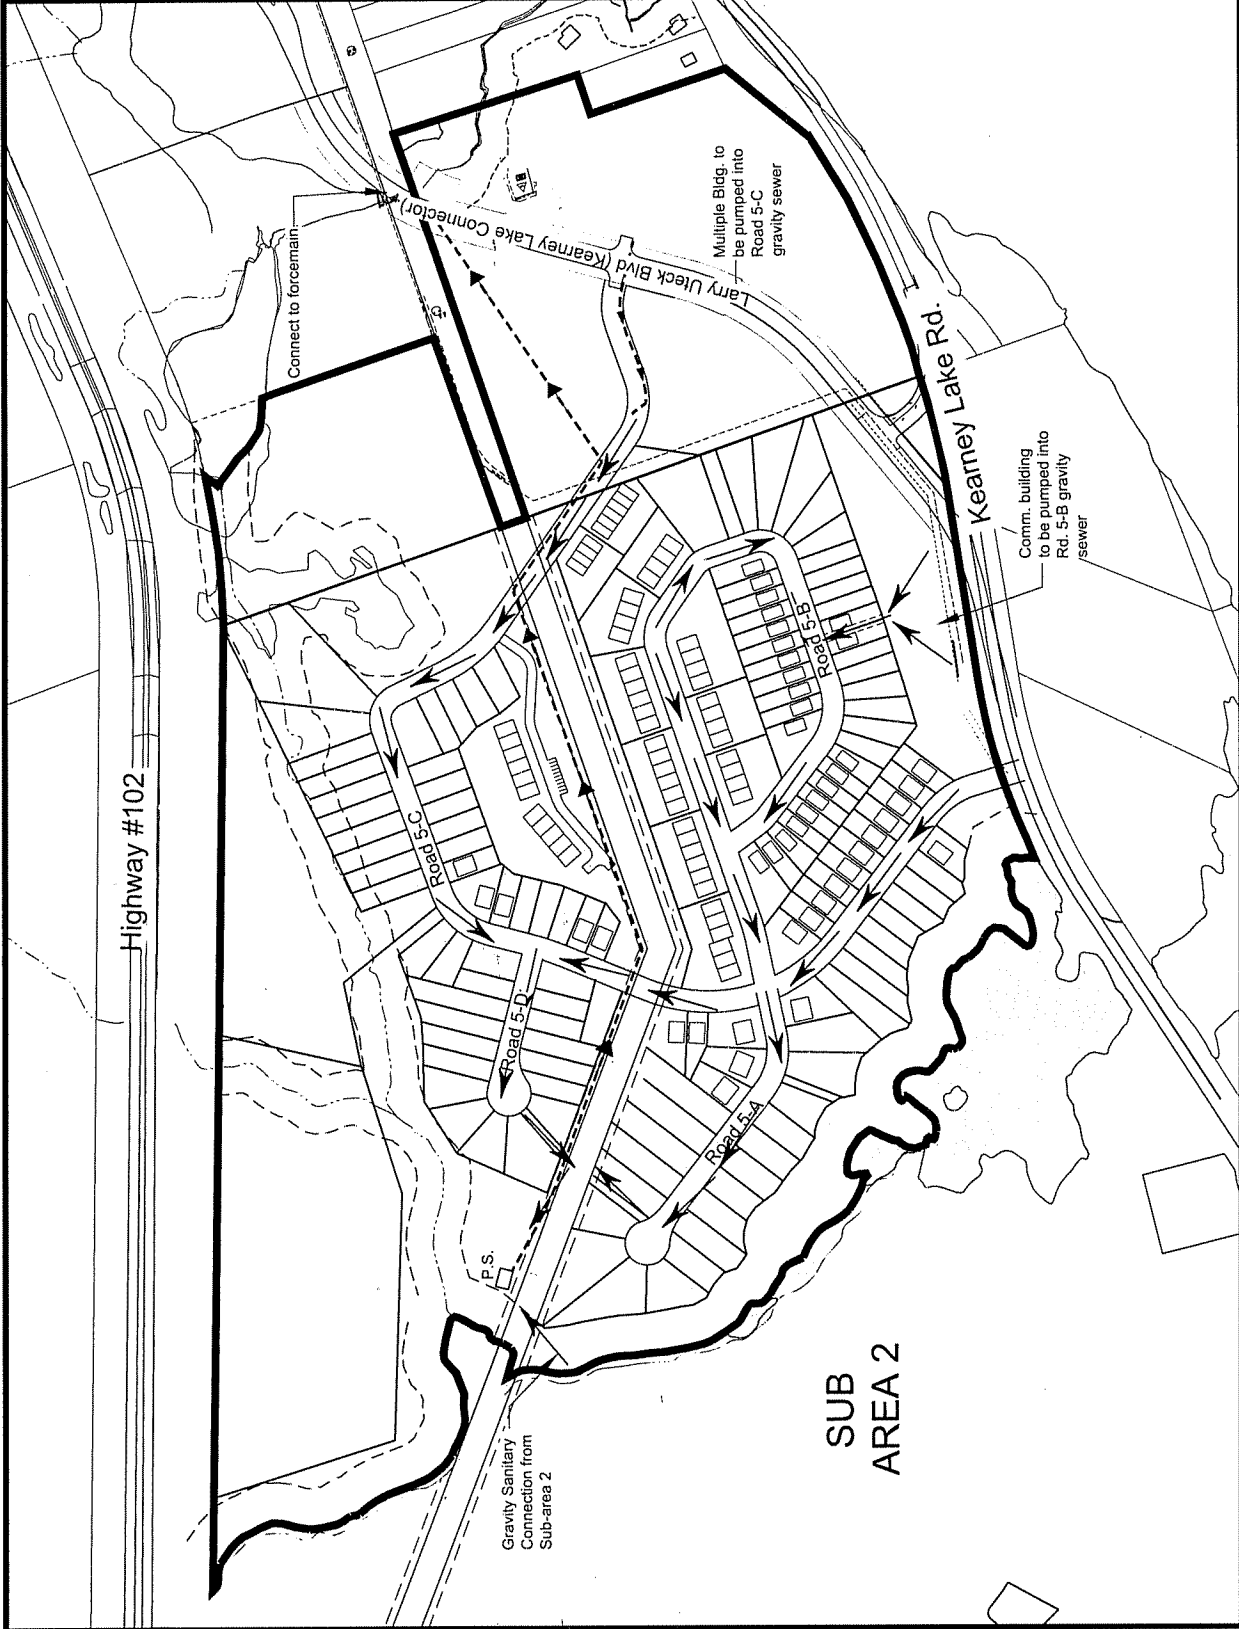 Highway #102
Connect to forcemain
Larry Uteck Blvd (Kearney Lake Connector)
Multiple Bldg. to
be pumped into
Road 5-C
gravity sewer
Kearney Lake Rd.
Comm. building
to be pumped into
Rd. 5-B gravity
sewer
Road 5-B
Road 5-C
Road 5-D
Road 5-A
P.S.
Gravity Sanitary
Connection from
Sub-area 2
SUB
AREA 2